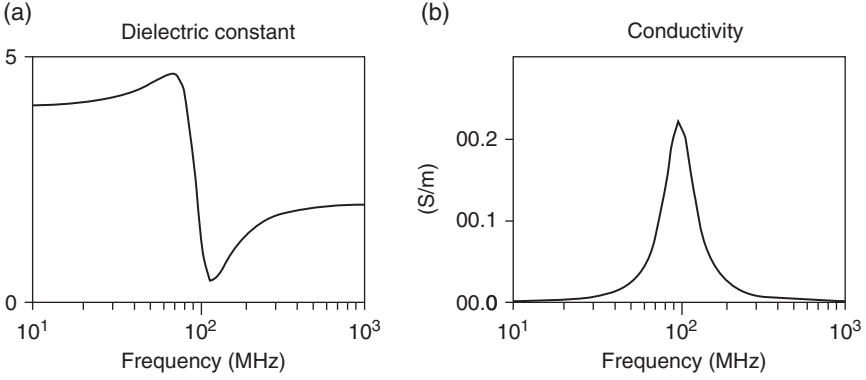 (a)
Dielectric constant
5
0
10¹ 10² 10³
Frequency (MHz)
(b)
Conductivity
(S/m)
00.2
00.1
00.0
10¹ 10² 10³
Frequency (MHz)